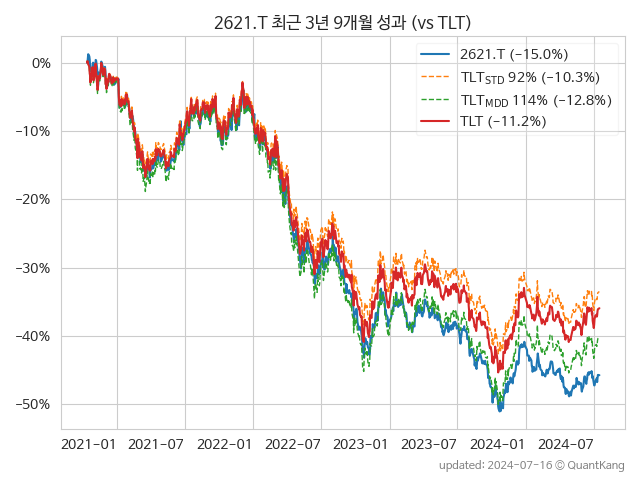 2621.T 최근 3년 9개월 성과 (vs TLT)
2621.T (−15.0%)
TLTSTD 92% (−10.3%)
TLTMDD 114% (−12.8%)
TLT (−11.2%)
0%
−10%
−20%
−30%
−40%
−50%
2021−01 2021−07 2022−01 2022−07 2023−01 2023−07 2024−01 2024−07
updated: 2024-07-16 © QuantKang